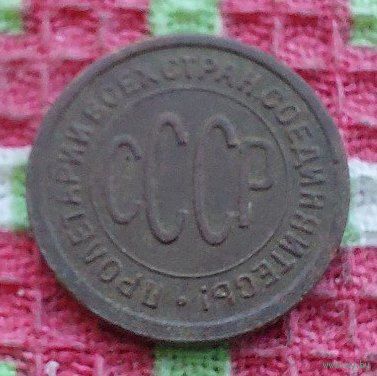 ПРОЛЕТАРИИ ВСЕХ СТРАН, СОЕДИНЯЙТЕСЬ!
СССР